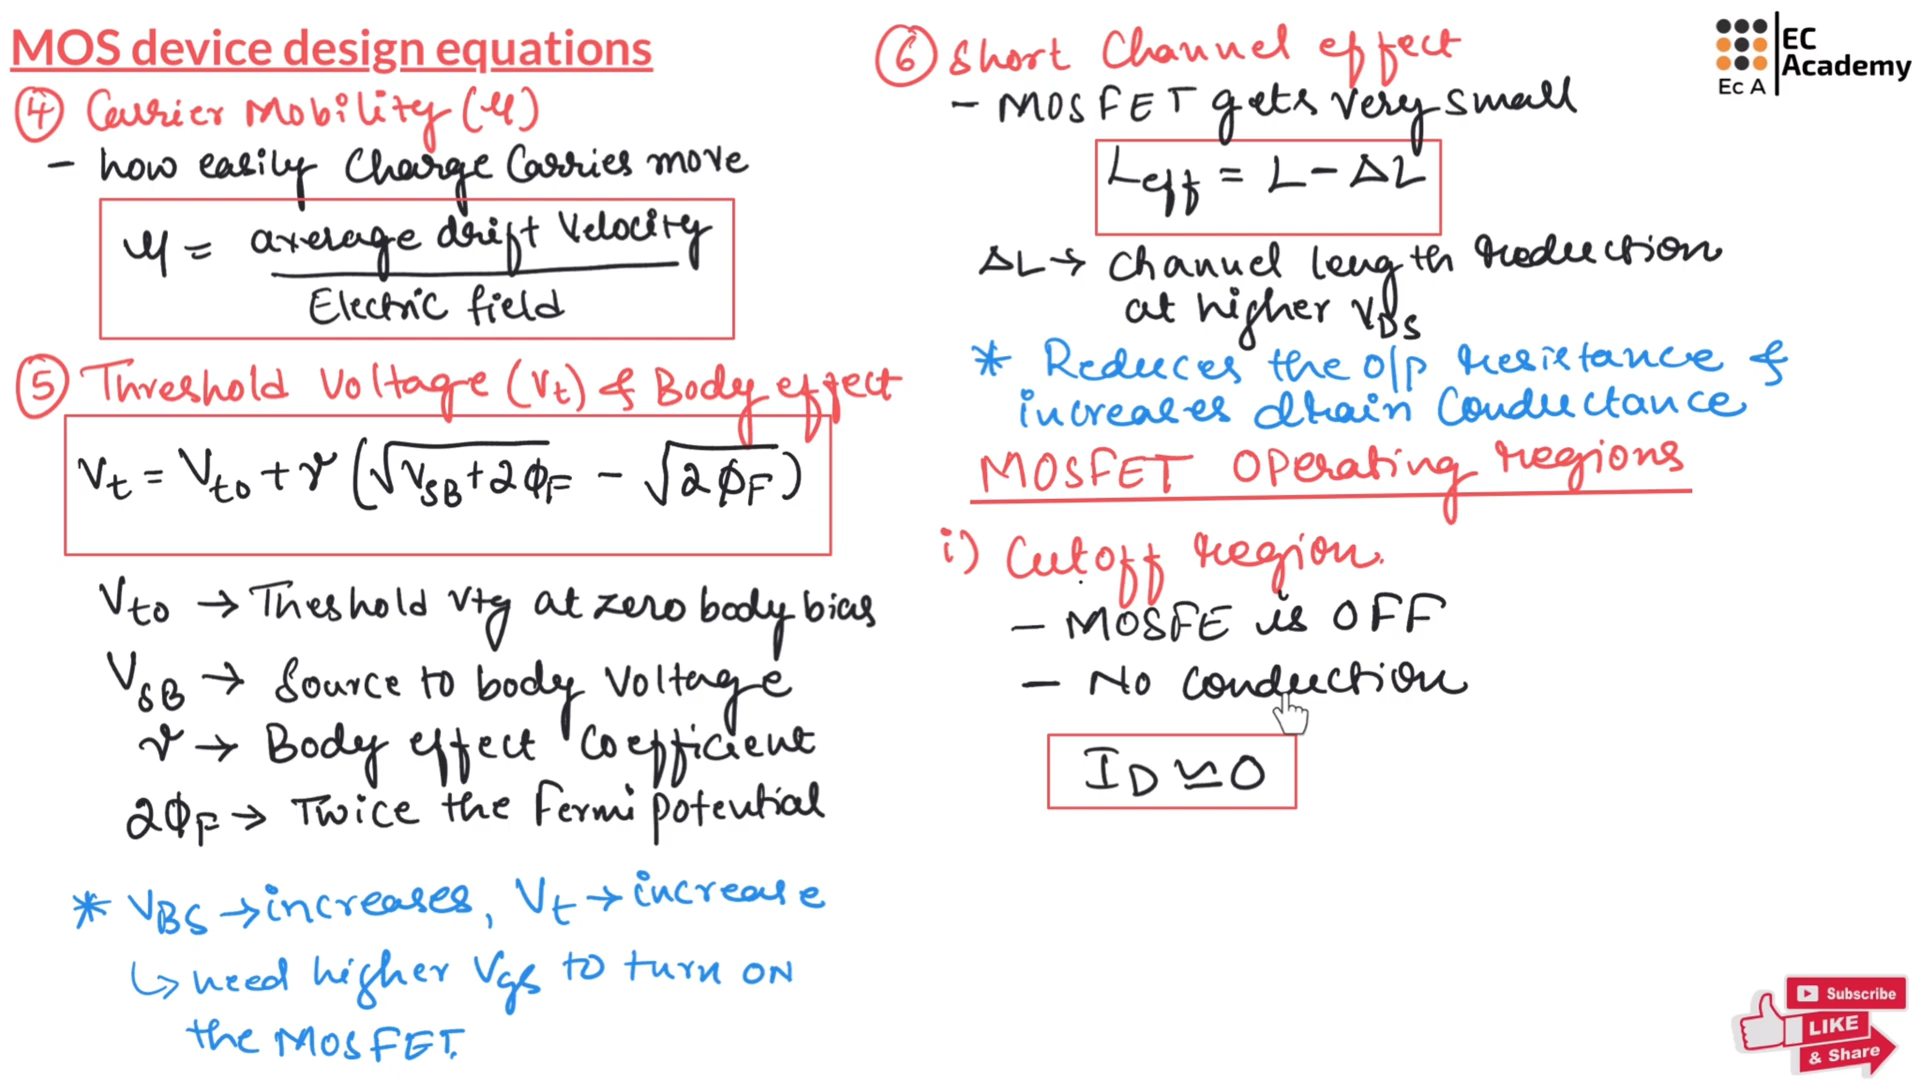 MOS device design equations
④ Carrier Mobility (μ)
- how easily Charge Carries move
μ = average drift Velocity
Electric field
⑤ Threshold Voltage (Vt) & Body effect
Vt = Vto + γ (√VSB+2φF - √2φF)
Vto → Theshold vtg at zero body bias
VSB → Source to body Voltage
γ → Body effect Coefficient
2φF → Twice the Fermi potential
* VBS → increases, Vt → increase
↳ need higher Vgs to turn ON
the MOSFET.
⑥ Short Channel effect
- MOSFET gets very small
Leff = L - ΔL
ΔL → Channel length reduction
at higher VDS
* Reduces the o/p resistance &
increases drain Conductance
MOSFET Operating regions
i) Cutoff region.
- MOSFE is OFF
- No conduction
ID ≃ 0
EC
Academy
Ec A
Subscribe
LIKE
& Share